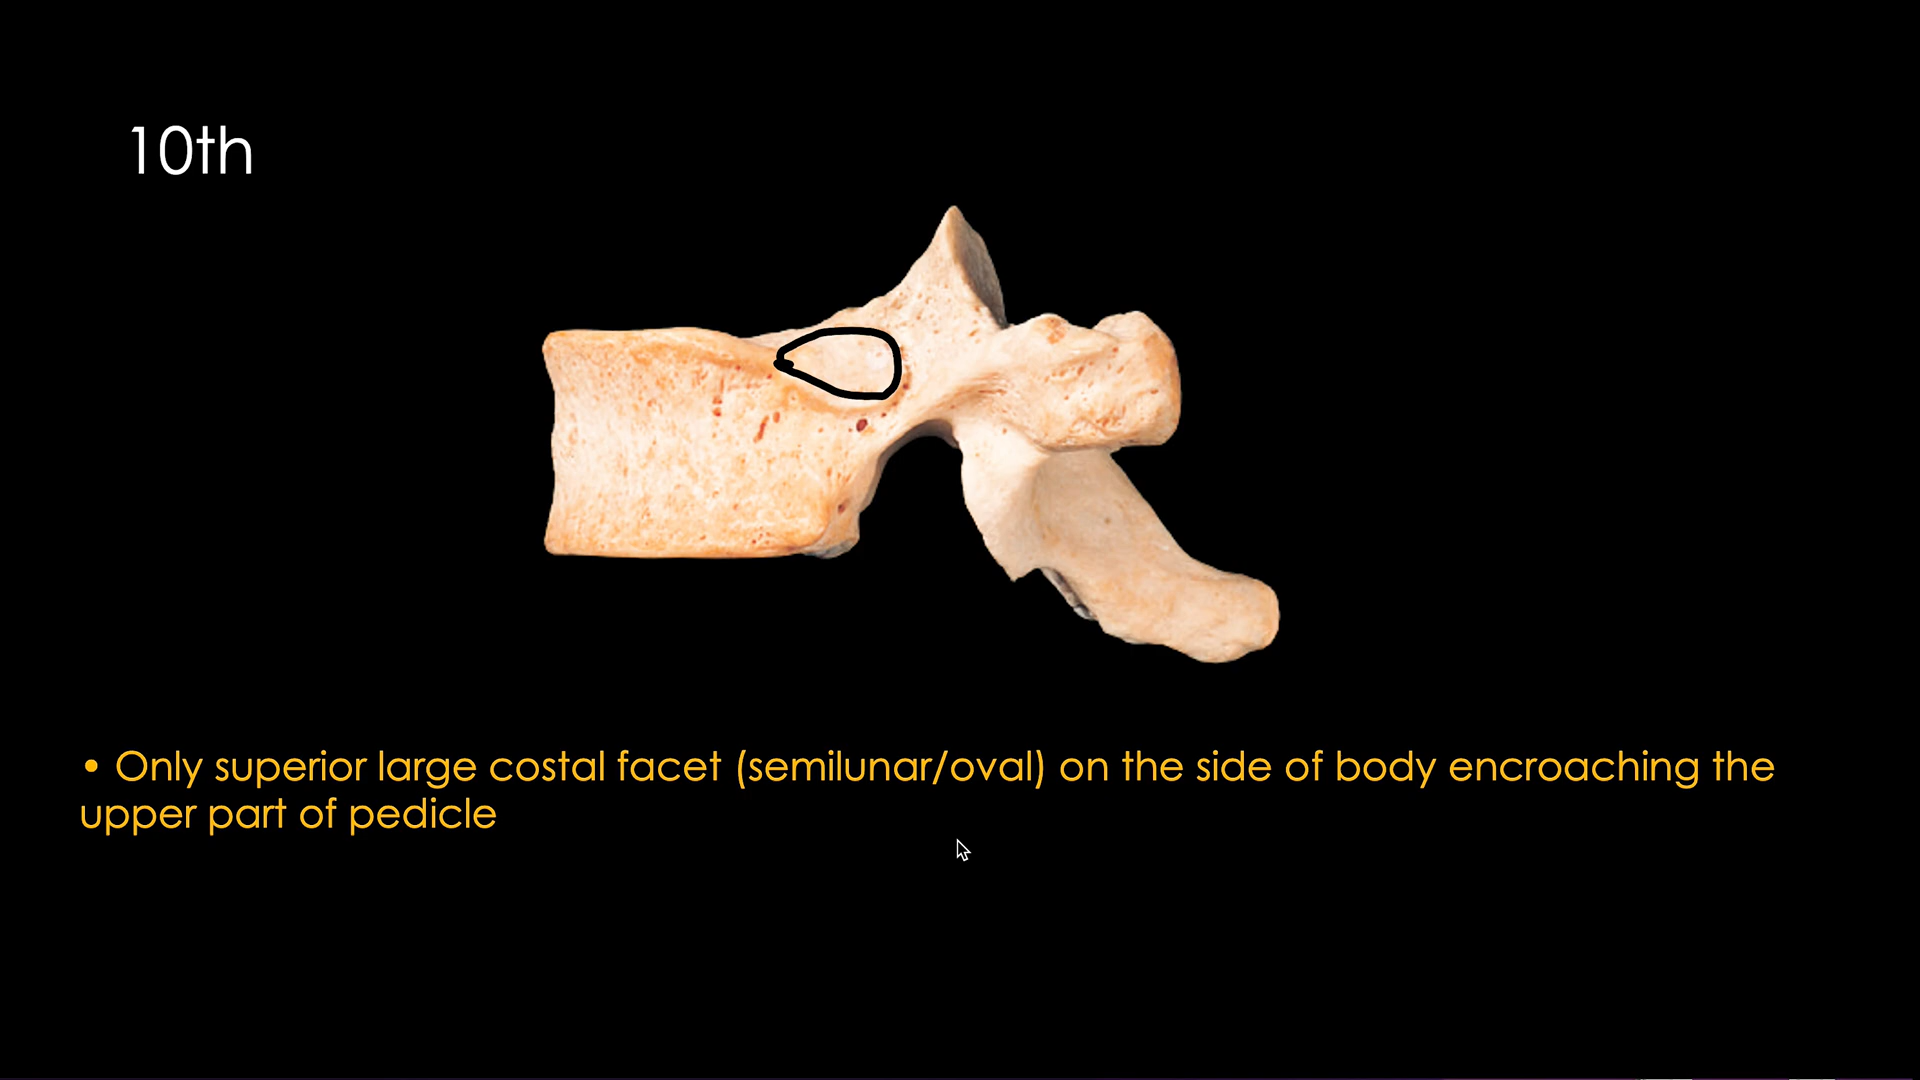 10th
• Only superior large costal facet (semilunar/oval) on the side of body encroaching the
upper part of pedicle